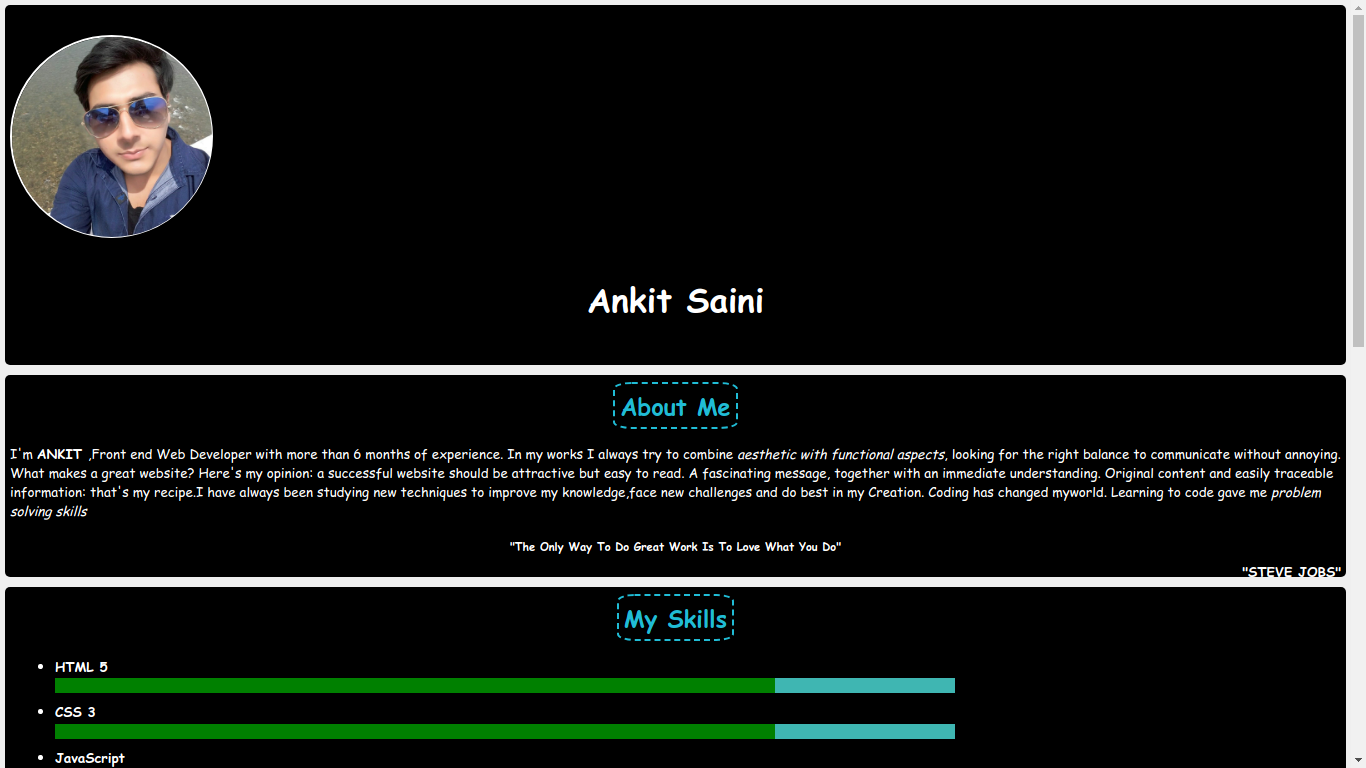 Ankit Saini
About Me
I'm ANKIT ,Front end Web Developer with more than 6 months of experience. In my works I always try to combine aesthetic with functional aspects, looking for the right balance to communicate without annoying.
What makes a great website? Here's my opinion: a successful website should be attractive but easy to read. A fascinating message, together with an immediate understanding. Original content and easily traceable
information: that's my recipe.I have always been studying new techniques to improve my knowledge,face new challenges and do best in my Creation. Coding has changed myworld. Learning to code gave me problem
solving skills
"The Only Way To Do Great Work Is To Love What You Do"
"STEVE JOBS"
My Skills
HTML 5
CSS 3
JavaScript